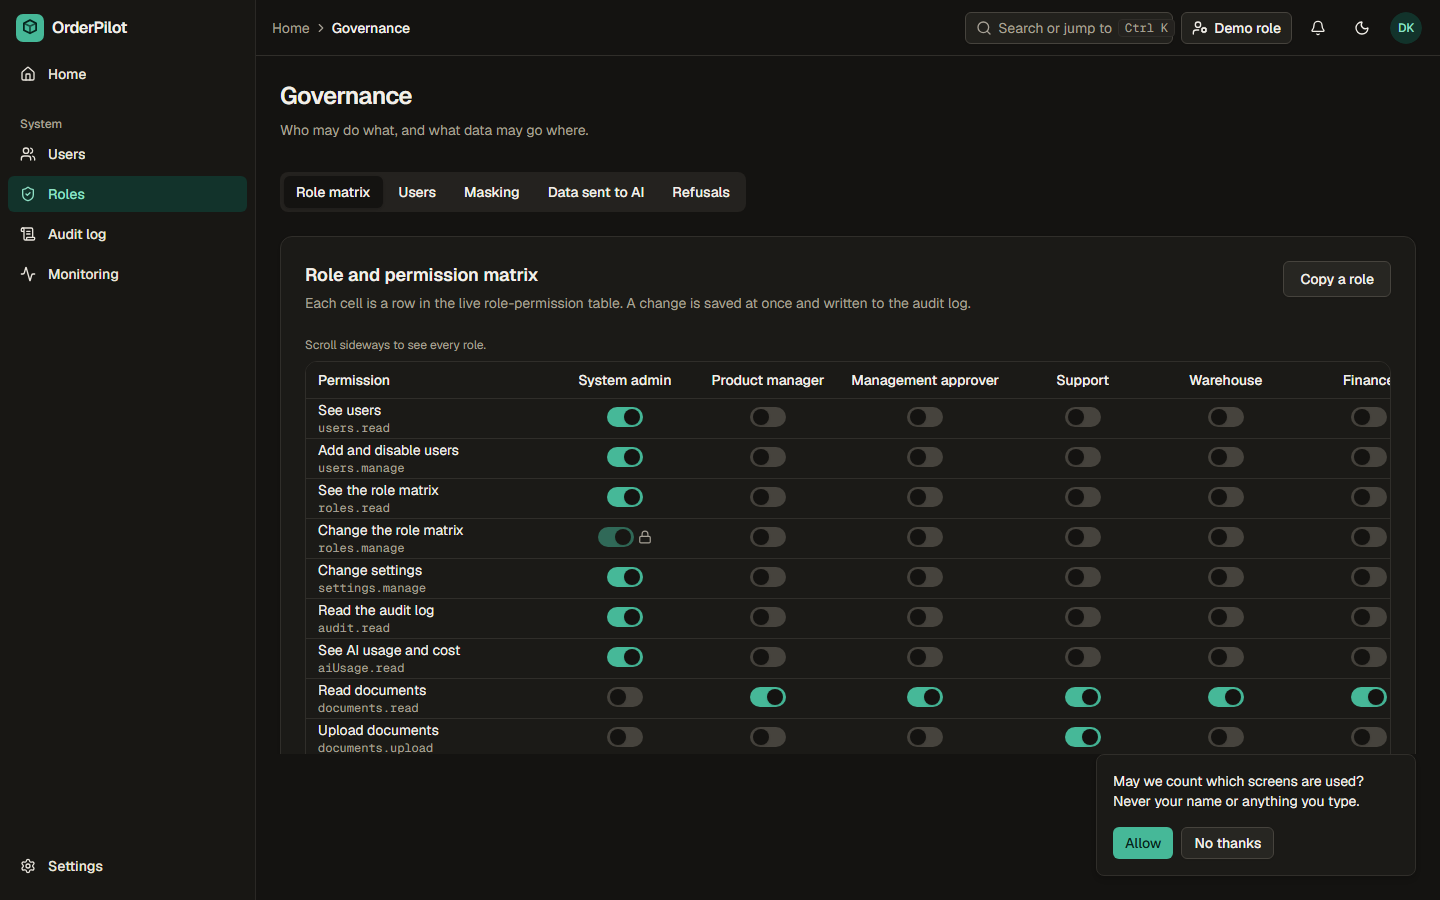 OrderPilot
Home
System
Users
Roles
Audit log
Monitoring
Settings
Home > Governance
Search or jump to Ctrl K
Demo role
DK
Governance
Who may do what, and what data may go where.
Role matrix Users Masking Data sent to AI Refusals
Role and permission matrix
Each cell is a row in the live role-permission table. A change is saved at once and written to the audit log.
Copy a role
Scroll sideways to see every role.
Permission System admin Product manager Management approver Support Warehouse Finance
See users
users.read
Add and disable users
users.manage
See the role matrix
roles.read
Change the role matrix
roles.manage
Change settings
settings.manage
Read the audit log
audit.read
See AI usage and cost
aiUsage.read
Read documents
documents.read
Upload documents
documents.upload
May we count which screens are used?
Never your name or anything you type.
Allow No thanks